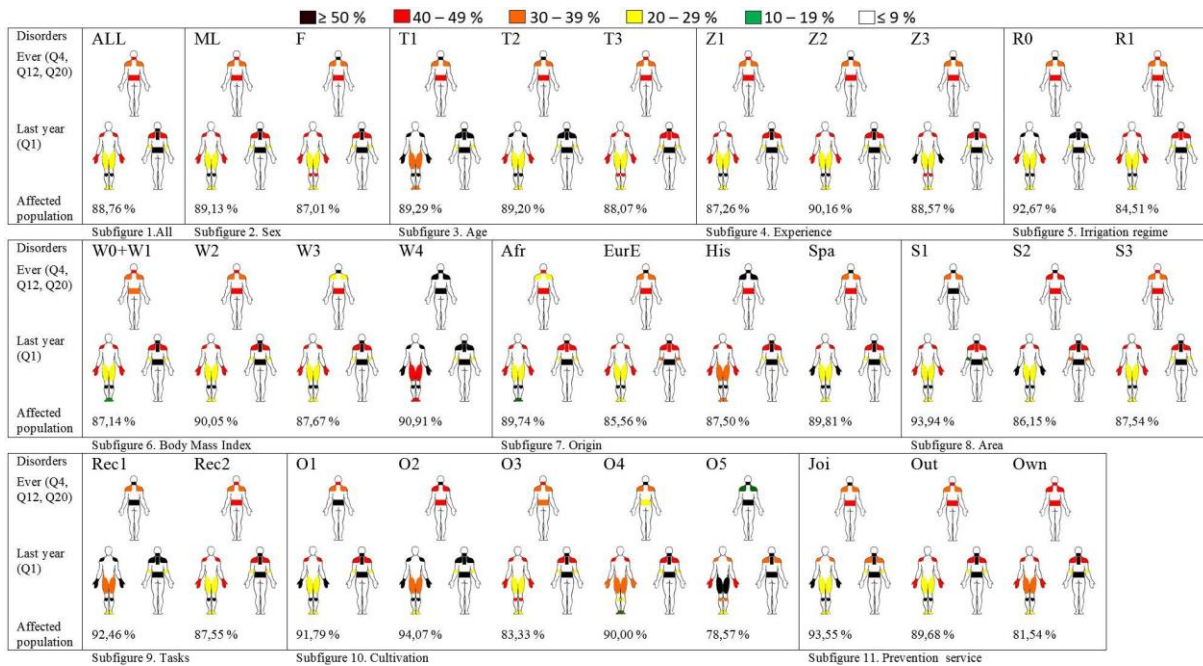 ≥ 50 % 40 – 49 % 30 – 39 % 20 – 29 % 10 – 19 % ≤ 9 %
Disorders ALL ML F T1 T2 T3 Z1 Z2 Z3 R0 R1
Ever (Q4,
Q12, Q20)
Last year
(Q1)
Affected
population 88,76 % 89,13 % 87,01 % 89,29 % 89,20 % 88,07 % 87,26 % 90,16 % 88,57 % 92,67 % 84,51 %
Subfigure 1.All Subfigure 2. Sex Subfigure 3. Age Subfigure 4. Experience Subfigure 5. Irrigation regime
Disorders W0+W1 W2 W3 W4 Afr EurE His Spa S1 S2 S3
Ever (Q4,
Q12, Q20)
Last year
(Q1)
Affected
population 87,14 % 90,05 % 87,67 % 90,91 % 89,74 % 85,56 % 87,50 % 89,81 % 93,94 % 86,15 % 87,54 %
Subfigure 6. Body Mass Index Subfigure 7. Origin Subfigure 8. Area
Disorders Rec1 Rec2 O1 O2 O3 O4 O5 Joi Out Own
Ever (Q4,
Q12, Q20)
Last year
(Q1)
Affected
population 92,46 % 87,55 % 91,79 % 94,07 % 83,33 % 90,00 % 78,57 % 93,55 % 89,68 % 81,54 %
Subfigure 9. Tasks Subfigure 10. Cultivation Subfigure 11. Prevention service